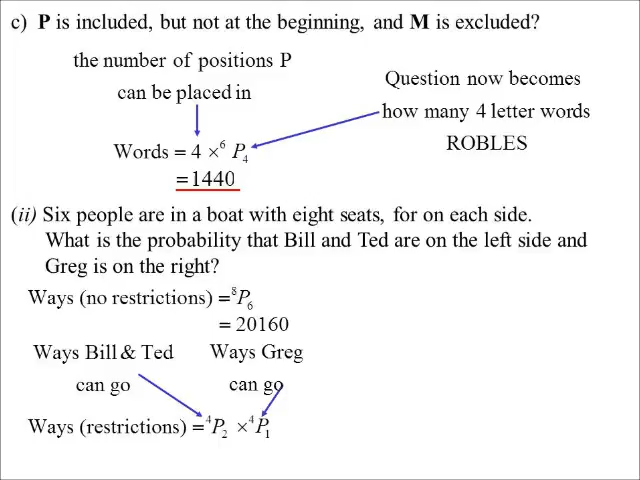 c) P is included, but not at the beginning, and M is excluded?
the number of positions P
can be placed in
Question now becomes
how many 4 letter words
ROBLES
Words = 4 × ⁶P₄
= 1440
(ii) Six people are in a boat with eight seats, for on each side.
What is the probability that Bill and Ted are on the left side and
Greg is on the right?
Ways (no restrictions) = ⁸P₆
= 20160
Ways Bill & Ted
can go
Ways Greg
can go
Ways (restrictions) = ⁴P₂ × ⁴P₁